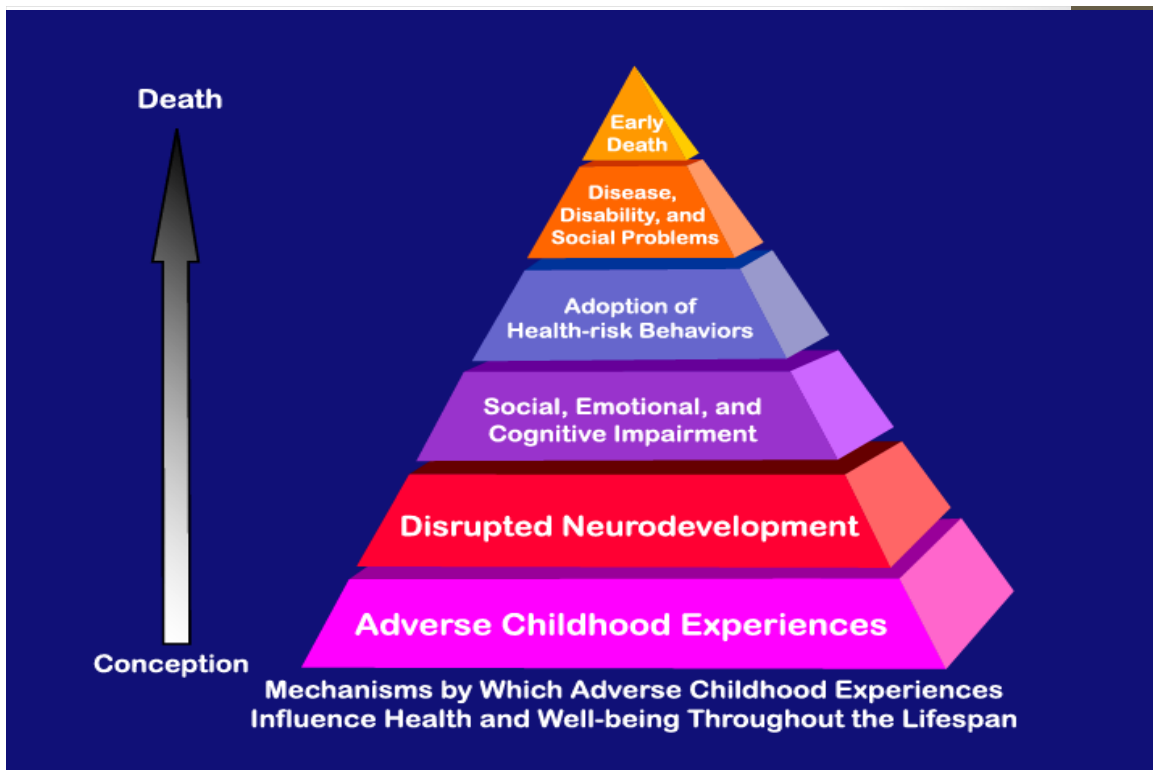 Death
Early
Death
Disease,
Disability, and
Social Problems
Adoption of
Health-risk Behaviors
Social, Emotional, and
Cognitive Impairment
Disrupted Neurodevelopment
Adverse Childhood Experiences
Conception
Mechanisms by Which Adverse Childhood Experiences
Influence Health and Well-being Throughout the Lifespan